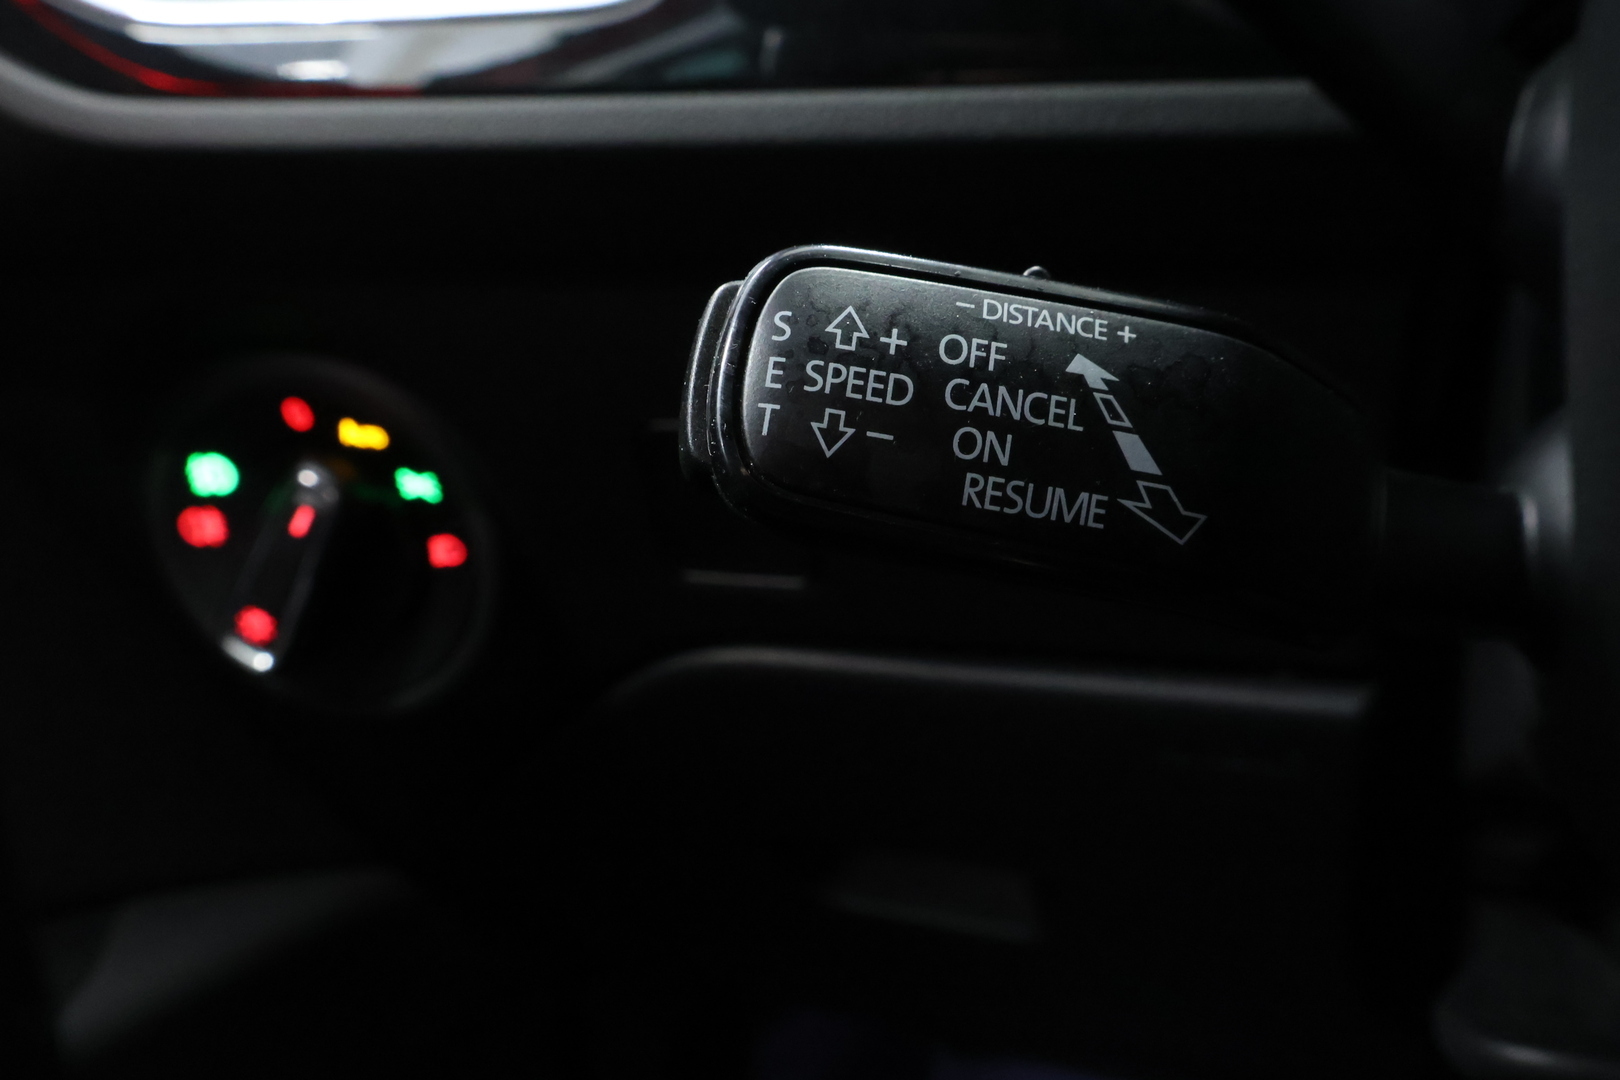 - DISTANCE +
S + OFF
E SPEED CANCEL
T - ON
RESUME